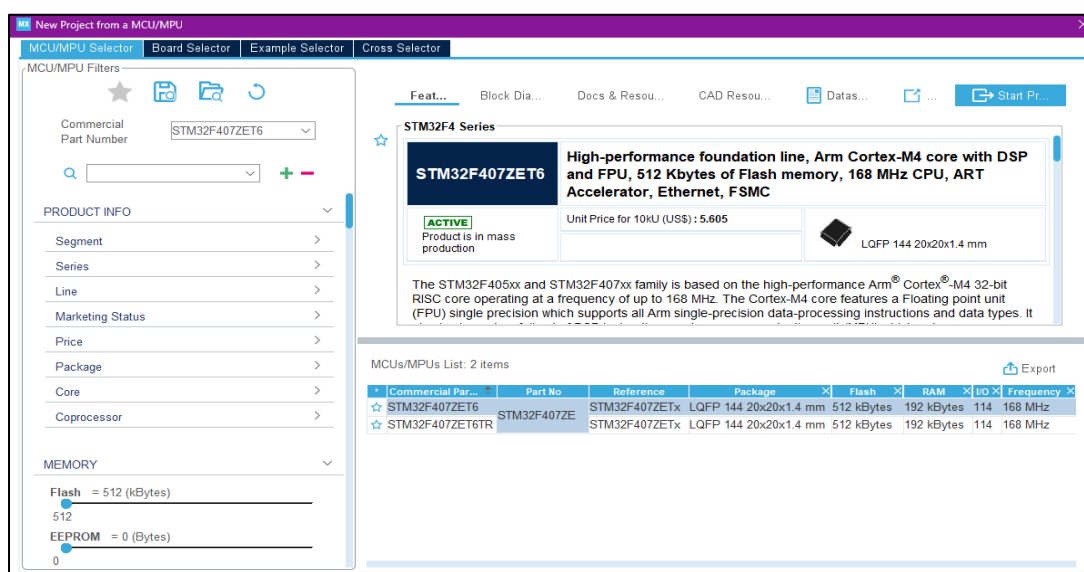 MX New Project from a MCU/MPU
MCU/MPU Selector Board Selector Example Selector Cross Selector
MCU/MPU Filters
Feat... Block Dia... Docs & Resou... CAD Resou... Datas... ... Start Pr...
Commercial Part Number STM32F407ZET6
PRODUCT INFO
Segment
Series
Line
Marketing Status
Price
Package
Core
Coprocessor
MEMORY
Flash = 512 (kBytes)
512
EEPROM = 0 (Bytes)
0
STM32F4 Series
STM32F407ZET6
High-performance foundation line, Arm Cortex-M4 core with DSP
and FPU, 512 Kbytes of Flash memory, 168 MHz CPU, ART
Accelerator, Ethernet, FSMC
ACTIVE
Product is in mass
production
Unit Price for 10kU (US$) : 5.605
LQFP 144 20x20x1.4 mm
The STM32F405xx and STM32F407xx family is based on the high-performance Arm® Cortex®-M4 32-bit
RISC core operating at a frequency of up to 168 MHz. The Cortex-M4 core features a Floating point unit
(FPU) single precision which supports all Arm single-precision data-processing instructions and data types. It
MCUs/MPUs List: 2 items
Export
* Commercial Par... Part No Reference Package X Flash X RAM X I/O X Frequency X
STM32F407ZET6 STM32F407ZE STM32F407ZETx LQFP 144 20x20x1.4 mm 512 kBytes 192 kBytes 114 168 MHz
STM32F407ZET6TR STM32F407ZETx LQFP 144 20x20x1.4 mm 512 kBytes 192 kBytes 114 168 MHz